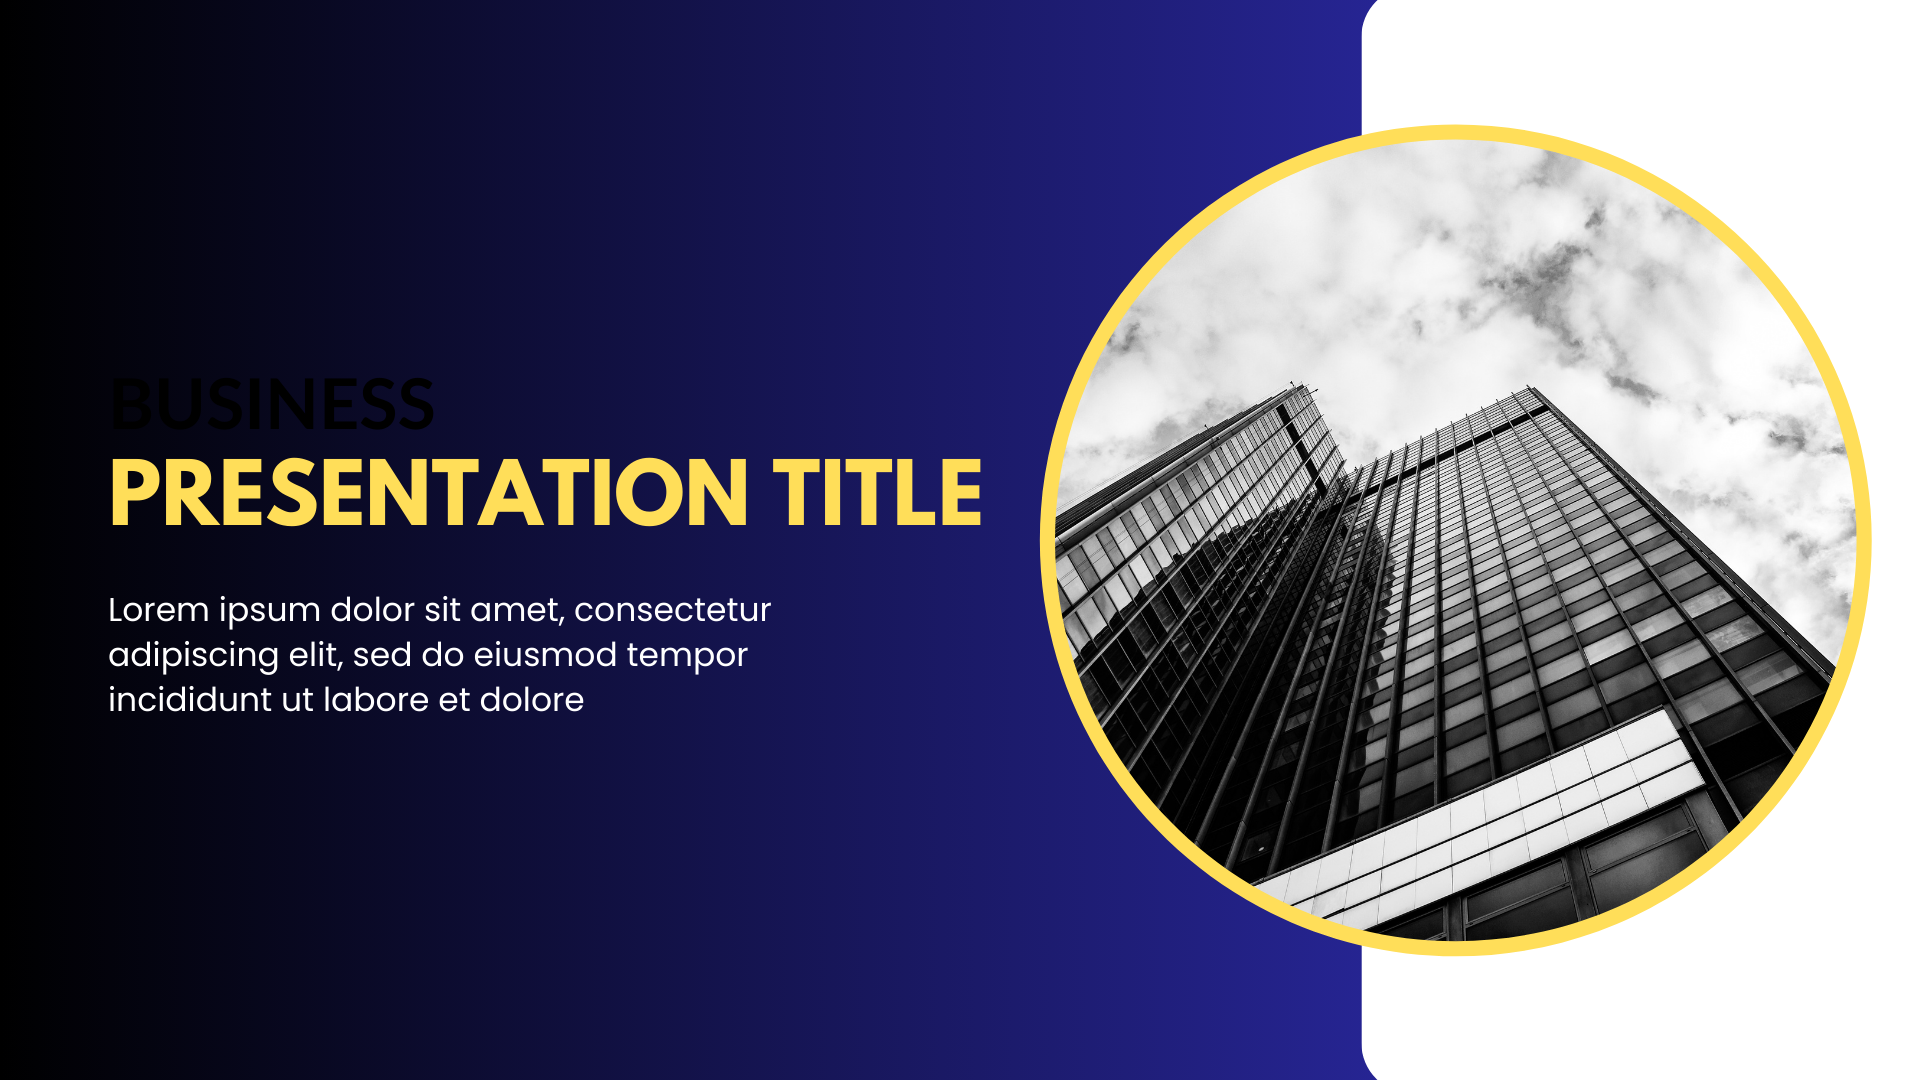 BUSINESS
PRESENTATION TITLE
Lorem ipsum dolor sit amet, consectetur
adipiscing elit, sed do eiusmod tempor
incididunt ut labore et dolore